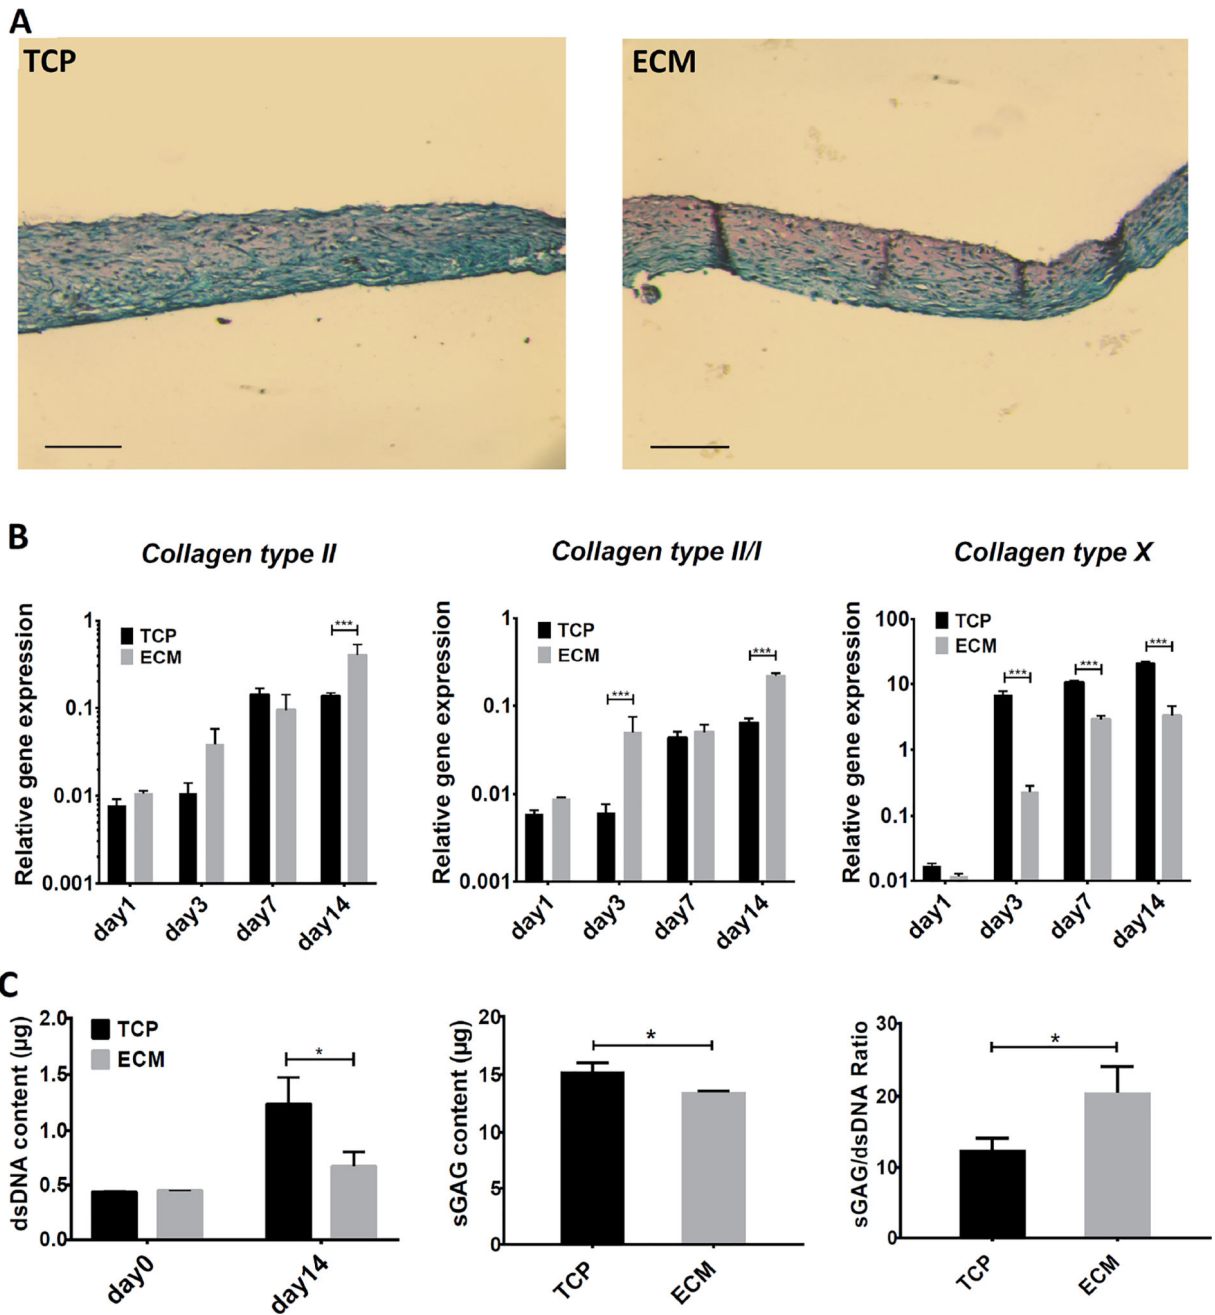 A
TCP
ECM
B
Collagen type II
Collagen type II/I
Collagen type X
Relative gene expression
1
0.1
0.01
0.001
TCP
ECM
***
day1
day3
day7
day14
Relative gene expression
1
0.1
0.01
0.001
TCP
ECM
***
***
day1
day3
day7
day14
Relative gene expression
100
10
1
0.1
0.01
TCP
ECM
***
***
***
day1
day3
day7
day14
C
dsDNA content (µg)
2.0
1.5
1.0
0.5
0.0
TCP
ECM
*
day0
day14
sGAG content (µg)
20
15
10
5
0
*
TCP
ECM
sGAG/dsDNA Ratio
30
20
10
0
*
TCP
ECM